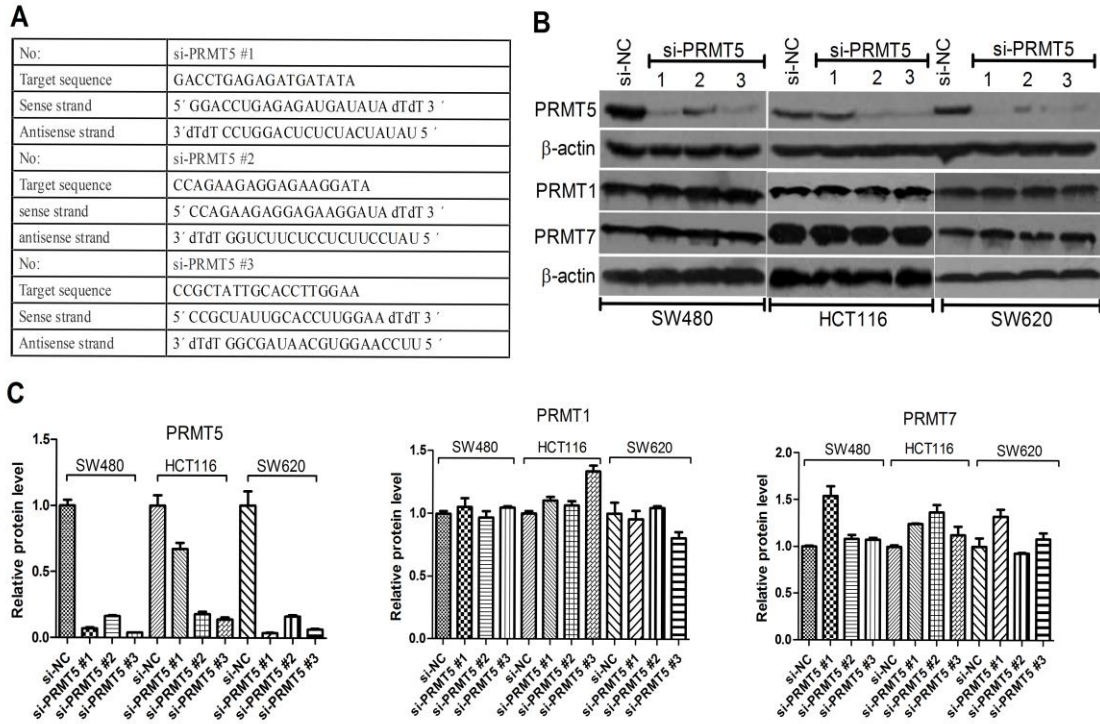 A
No: si-PRMT5 #1
Target sequence GACCTGAGAGATGATATA
Sense strand 5´ GGACCUGAGAGAUGAUAUA dTdT 3 ´
Antisense strand 3´dTdT CCUGGACUCUCUACUAUAU 5 ´
No: si-PRMT5 #2
Target sequence CCAGAAGAGGAGAAGGATA
sense strand 5´ CCAGAAGAGGAGAAGGAUA dTdT 3´
antisense strand 3´ dTdT GGUCUUCUCCUCUUCCUAU 5 ´
No: si-PRMT5 #3
Target sequence CCGCTATTGCACCTTGGAA
Sense strand 5´ CCGCUAUUGCACCUUGGAA dTdT 3´
Antisense strand 3´ dTdT GGCGAUAACGUGGAACCUU 5 ´
B
si-NC si-PRMT5 si-NC si-PRMT5 si-NC si-PRMT5
1 2 3 1 2 3 1 2 3
PRMT5
β-actin
PRMT1
PRMT7
β-actin
SW480 HCT116 SW620
C
PRMT5
SW480 HCT116 SW620
Relative protein level
1.5
1.0
0.5
0.0
si-NC si-PRMT5 #1 si-PRMT5 #2 si-PRMT5 #3 si-NC si-PRMT5 #1 si-PRMT5 #2 si-PRMT5 #3 si-NC si-PRMT5 #1 si-PRMT5 #2 si-PRMT5 #3
PRMT1
SW480 HCT116 SW620
Relative protein level
1.5
1.0
0.5
0.0
si-NC si-PRMT5 #1 si-PRMT5 #2 si-PRMT5 #3 si-NC si-PRMT5 #1 si-PRMT5 #2 si-PRMT5 #3 si-NC si-PRMT5 #1 si-PRMT5 #2 si-PRMT5 #3
PRMT7
SW480 HCT116 SW620
Relative protein level
2.0
1.5
1.0
0.5
0.0
si-NC si-PRMT5 #1 si-PRMT5 #2 si-PRMT5 #3 si-NC si-PRMT5 #1 si-PRMT5 #2 si-PRMT5 #3 si-NC si-PRMT5 #1 si-PRMT5 #2 si-PRMT5 #3